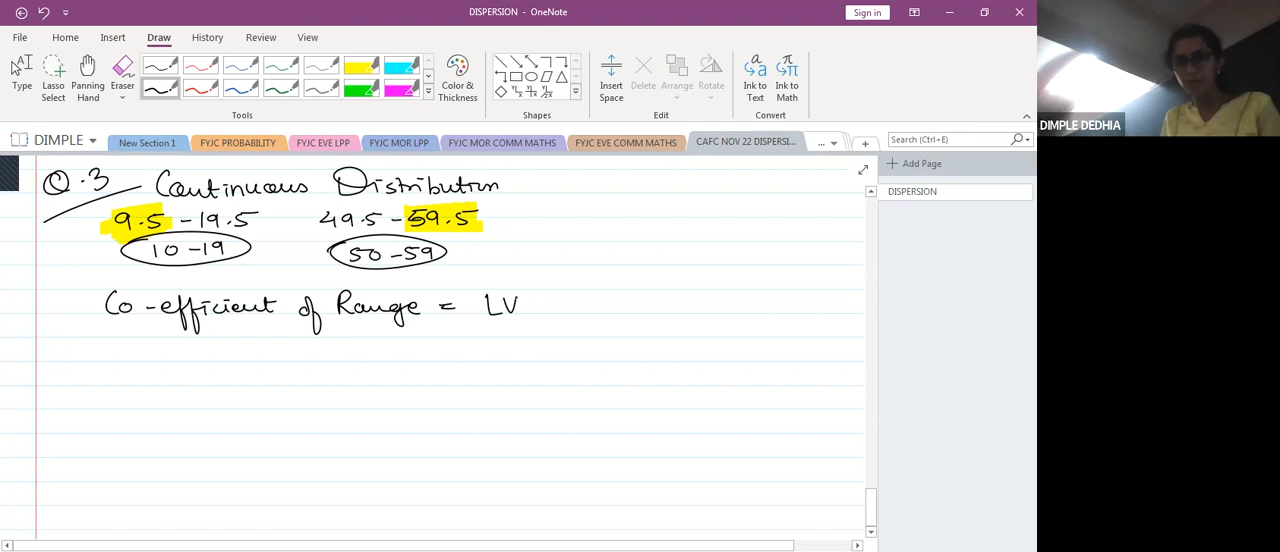 DISPERSION - OneNote
Sign in
File Home Insert Draw History Review View
Type
Lasso Select
Panning Hand
Eraser
Color & Thickness
Insert Space
Delete
Arrange
Rotate
Ink to Text
Ink to Math
Tools
Shapes
Edit
Convert
DIMPLE DEDHIA
DIMPLE
New Section 1
FYJC PROBABILITY
FYJC EVE LPP
FYJC MOR LPP
FYJC MOR COMM MATHS
FYJC EVE COMM MATHS
CAFC NOV 22 DISPERSI...
...
Search (Ctrl+E)
Add Page
DISPERSION
Q.3 Continuous Distribution
9.5 - 19.5 49.5 - 59.5
10 - 19 50 - 59
Co-efficient of Range = LV